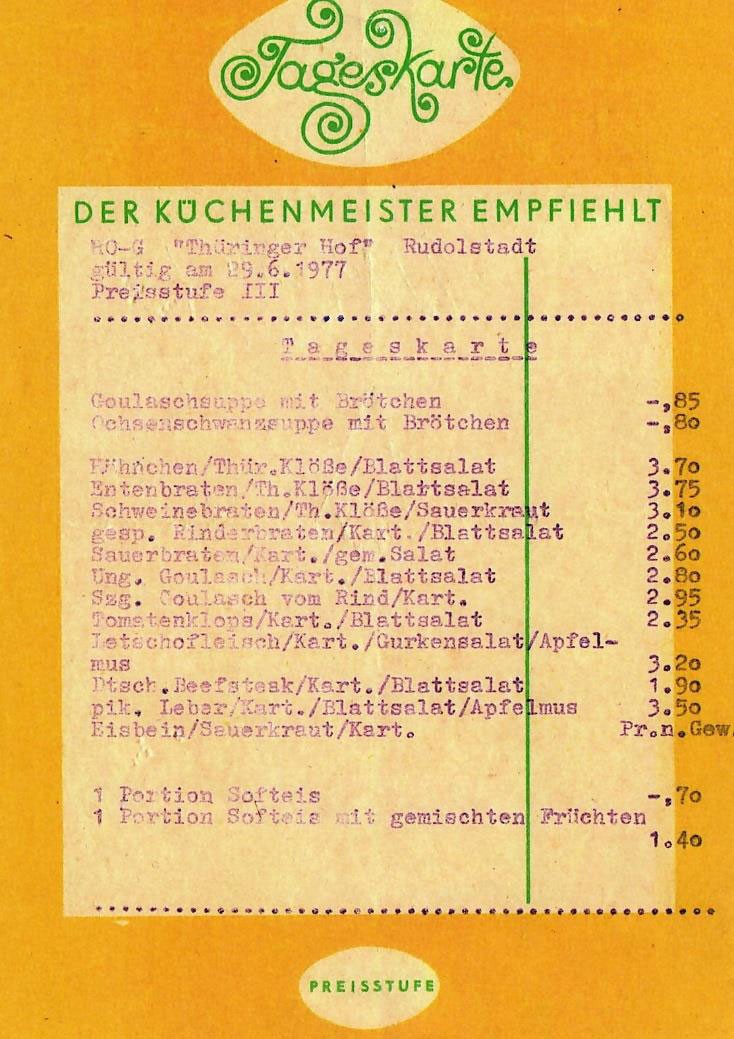 Tageskarte
DER KÜCHENMEISTER EMPFIEHLT
HO-G "Thüringer Hof" Rudolstadt
gültig am 29.6.1977
Preisstufe III
Tageskarte
Goulaschsuppe mit Brötchen -,85
Ochsenschwanzsuppe mit Brötchen -,80
Hähnchen/Thür.Klöße/Blattsalat 3.70
Entenbraten/Th.Klöße/Blattsalat 3.75
Schweinebraten/Th.Klöße/Sauerkraut 3.10
gesp. Rinderbraten/Kart./Blattsalat 2.50
Sauerbraten/Kart./gem.Salat 2.60
Ung. Goulasch/Kart./Blattsalat 2.80
Szg. Goulasch vom Rind/Kart. 2.95
Tomatenklops/Kart./Blattsalat 2.35
Letschofleisch/Kart./Gurkensalat/Apfel-
mus 3.20
Dtsch.Beefsteak/Kart./Blattsalat 1.90
pik. Leber/Kart./Blattsalat/Apfelmus 3.50
Eisbein/Sauerkraut/Kart. Pr.n.Gew.
1 Portion Softeis -,70
1 Portion Softeis mit gemischten Früchten
1.40
PREISSTUFE